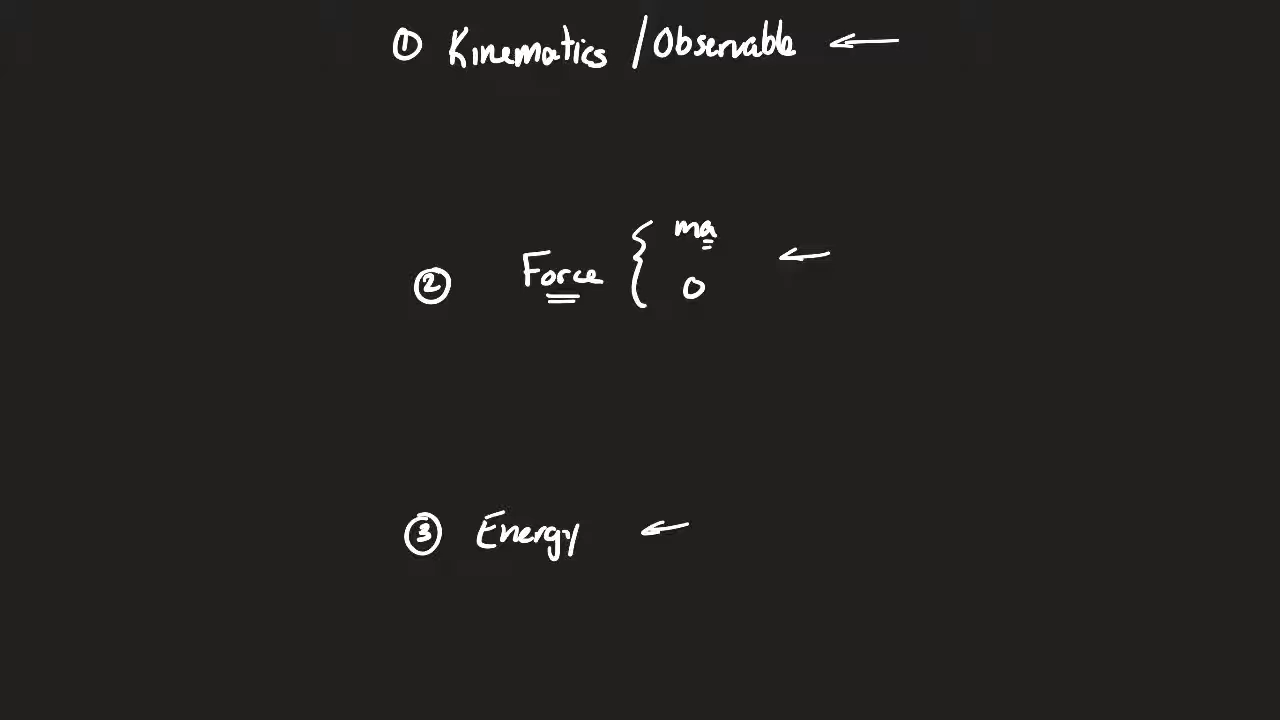 ① Kinematics / Observable ←
ma
② Force { ←
0
③ Energy ←